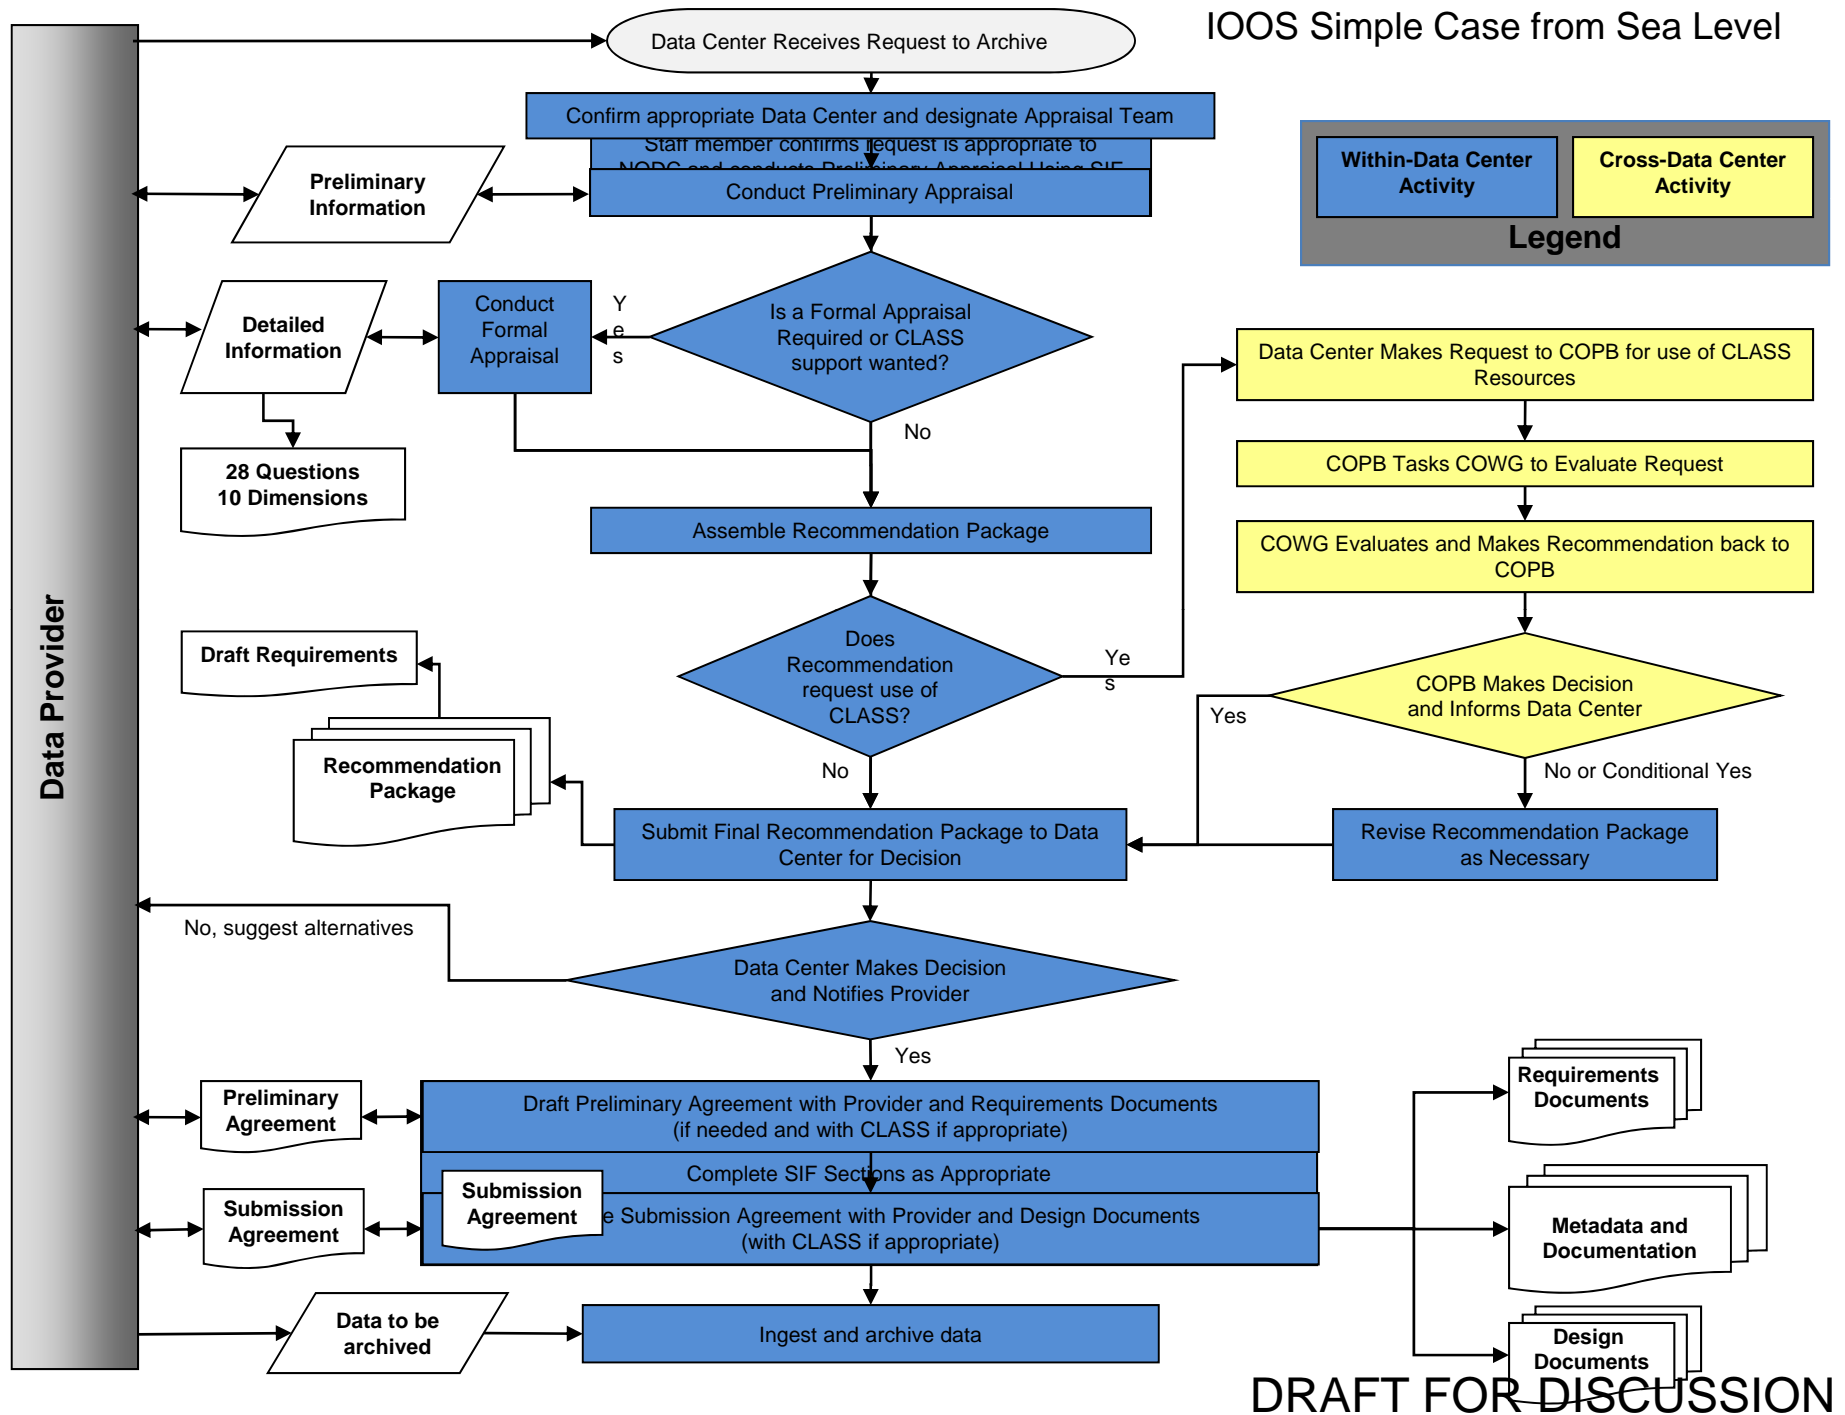 IOOS Simple Case from Sea Level
Data Center Receives Request to Archive
Confirm appropriate Data Center and designate Appraisal Team
Staff member confirms request is appropriate to
NODC and conducts Preliminary Appraisal Using SIF
Conduct Preliminary Appraisal
Preliminary
Information
Within-Data Center
Activity
Cross-Data Center
Activity
Legend
Data Provider
Detailed
Information
Conduct
Formal
Appraisal
Y
e
s
Is a Formal Appraisal
Required or CLASS
support wanted?
No
28 Questions
10 Dimensions
Data Center Makes Request to COPB for use of CLASS
Resources
COPB Tasks COWG to Evaluate Request
COWG Evaluates and Makes Recommendation back to
COPB
Assemble Recommendation Package
Does
Recommendation
request use of
CLASS?
Ye
s
No
COPB Makes Decision
and Informs Data Center
Yes
No or Conditional Yes
Draft Requirements
Recommendation
Package
Submit Final Recommendation Package to Data
Center for Decision
Revise Recommendation Package
as Necessary
No, suggest alternatives
Data Center Makes Decision
and Notifies Provider
Yes
Preliminary
Agreement
Draft Preliminary Agreement with Provider and Requirements Documents
(if needed and with CLASS if appropriate)
Complete SIF Sections as Appropriate
Submission
Agreement
Submission
Agreement
e Submission Agreement with Provider and Design Documents
(with CLASS if appropriate)
Requirements
Documents
Metadata and
Documentation
Design
Documents
Data to be
archived
Ingest and archive data
DRAFT FOR DISCUSSION